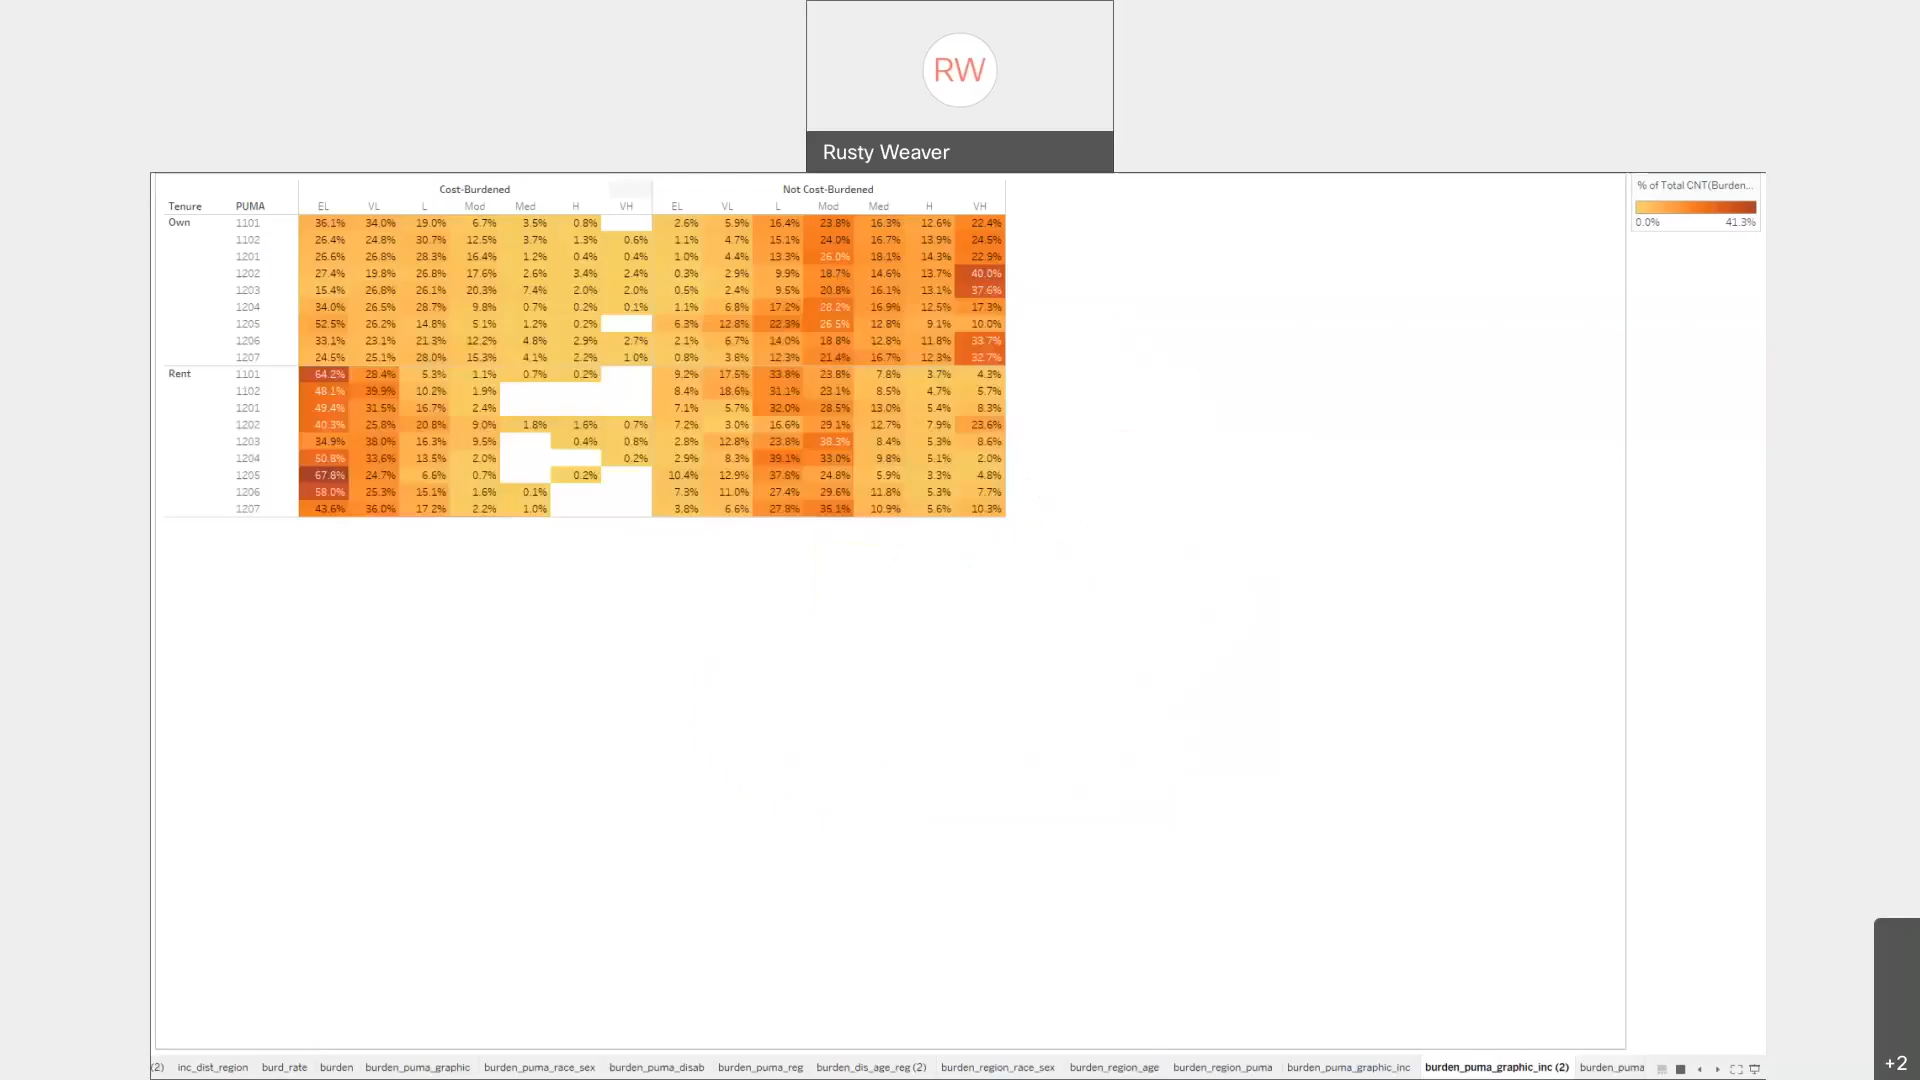 RW
Rusty Weaver
Cost-Burdened Not Cost-Burdened
Tenure PUMA EL VL L Mod Med H VH EL VL L Mod Med H VH
Own 1101 36.1% 34.0% 19.0% 6.7% 3.5% 0.8% 2.6% 5.9% 16.4% 23.8% 16.3% 12.6% 22.4%
1102 26.4% 24.8% 30.7% 12.5% 3.7% 1.3% 0.6% 1.1% 4.7% 15.1% 24.0% 16.7% 13.9% 24.5%
1201 26.6% 26.8% 28.3% 16.4% 1.2% 0.4% 0.4% 1.0% 4.4% 13.3% 26.0% 18.1% 14.3% 22.9%
1202 27.4% 19.8% 26.8% 17.6% 2.6% 3.4% 2.4% 0.3% 2.9% 9.9% 18.7% 14.6% 13.7% 40.0%
1203 15.4% 26.8% 26.1% 20.3% 7.4% 2.0% 2.0% 0.5% 2.4% 9.5% 20.8% 16.1% 13.1% 37.6%
1204 34.0% 26.5% 28.7% 9.8% 0.7% 0.2% 0.1% 1.1% 6.8% 17.2% 28.2% 16.9% 12.5% 17.3%
1205 52.5% 26.2% 14.8% 5.1% 1.2% 0.2% 6.3% 12.8% 22.3% 26.5% 12.8% 9.1% 10.0%
1206 33.1% 23.1% 21.3% 12.2% 4.8% 2.9% 2.7% 2.1% 6.7% 14.0% 18.8% 12.8% 11.8% 33.7%
1207 24.5% 25.1% 28.0% 15.3% 4.1% 2.2% 1.0% 0.8% 3.8% 12.3% 21.4% 16.7% 12.3% 32.7%
Rent 1101 64.2% 28.4% 5.3% 1.1% 0.7% 0.2% 9.2% 17.5% 33.8% 23.8% 7.8% 3.7% 4.3%
1102 48.1% 39.9% 10.2% 1.9% 8.4% 18.6% 31.1% 23.1% 8.5% 4.7% 5.7%
1201 49.4% 31.5% 16.7% 2.4% 7.1% 5.7% 32.0% 28.5% 13.0% 5.4% 8.3%
1202 40.3% 25.8% 20.8% 9.0% 1.8% 1.6% 0.7% 7.2% 3.0% 16.6% 29.1% 12.7% 7.9% 23.6%
1203 34.9% 38.0% 16.3% 9.5% 0.4% 0.8% 2.8% 12.8% 23.8% 38.3% 8.4% 5.3% 8.6%
1204 50.8% 33.6% 13.5% 2.0% 0.2% 2.9% 8.3% 39.1% 33.0% 9.8% 5.1% 2.0%
1205 67.8% 24.7% 6.6% 0.7% 0.2% 10.4% 12.9% 37.8% 24.8% 5.9% 3.3% 4.8%
1206 58.0% 25.3% 15.1% 1.6% 0.1% 7.3% 11.0% 27.4% 29.6% 11.8% 5.3% 7.7%
1207 43.6% 36.0% 17.2% 2.2% 1.0% 3.8% 6.6% 27.8% 35.1% 10.9% 5.6% 10.3%
% of Total CNT(Burden...
0.0% 41.3%
(2) inc_dist_region burd_rate burden burden_puma_graphic burden_puma_race_sex burden_puma_disab burden_puma_reg burden_dis_age_reg (2) burden_region_race_sex burden_region_age burden_region_puma burden_puma_graphic_inc burden_puma_graphic_inc (2) burden_puma
+2